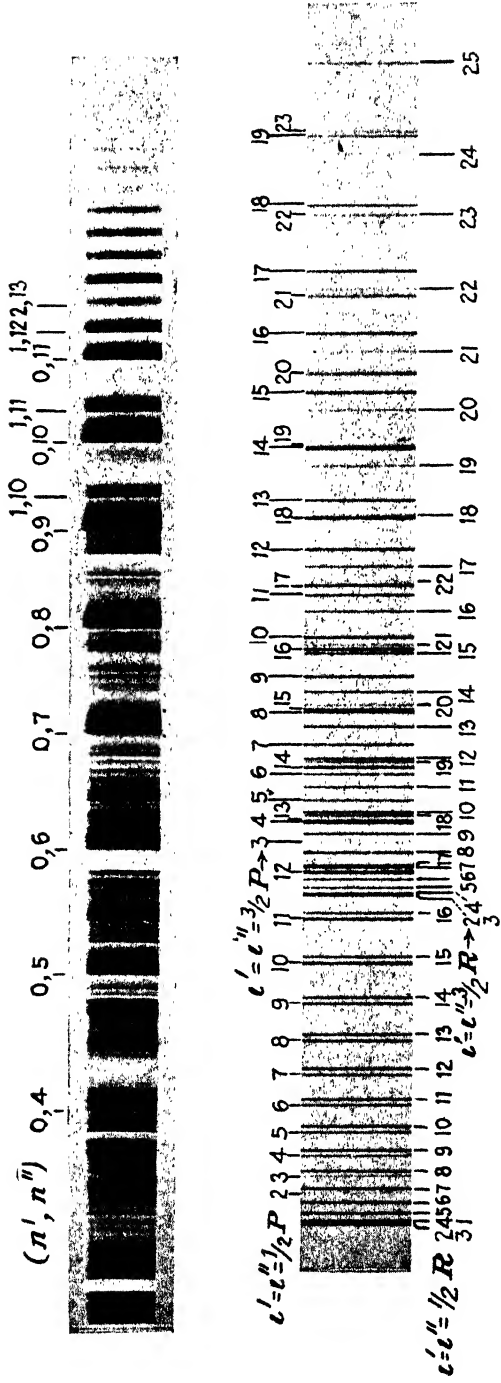 (n', n") 0,4 0,5 0,6 0,7 0,8 0,9 1,10 0,10 1,11 0,11 1,12 2,13
i'=i"=3/2 P→3 4 5 6 7 8 9 10 11 12 13 14 15 16 17 18 19
i'=i"=1/2 P 2 3 4 5 6 7 8 9 10 11 12 13 14 15 16 17 18 19 20 21 22 23
i'=i"=1/2 R 2 3 1 4 5 6 7 8 9 10 11 12 13 14 15 16 17 18 19 20 21 22
i'=i"=3/2 R→2 3 4 5 6 7 8 9 10 11 12 13 14 15 16 17 18 19 20 21 22 23 24 25